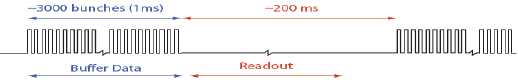 ~3000 bunches (1ms)
~200 ms
Buffer Data
Readout